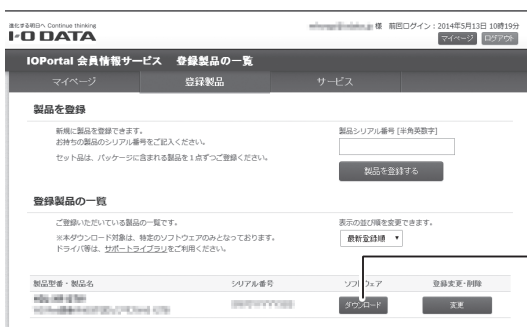 進化する明日へ Continue thinking
I-O DATA
様 前回ログイン：2014年5月13日 10時19分
マイページ ログアウト
IOPortal 会員情報サービス 登録製品の一覧
マイページ 登録製品 サービス
製品を登録
新規に製品を登録できます。
お持ちの製品のシリアル番号をご記入ください。
セット品は、パッケージに含まれる製品を1点ずつご登録ください。
製品シリアル番号 [半角英数字]
製品を登録する
登録製品の一覧
ご登録いただいている製品の一覧です。
※本ダウンロード対象は、特定のソフトウェアのみとなっております。
ドライバ等は、サポートライブラリをご利用ください。
表示の並び順を変更できます。
最新登録順
製品型番・製品名 シリアル番号 ソフトウェア 登録変更・削除
ダウンロード 変更